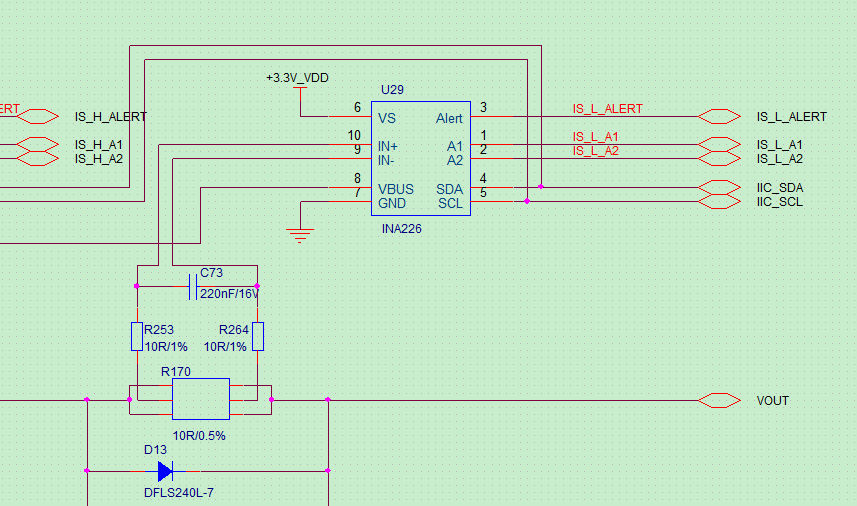 +3.3V_VDD
U29
ERT
IS_H_ALERT
6
VS
Alert
3
IS_L_ALERT
IS_L_ALERT
IS_H_A1
10
IN+
A1
1
IS_L_A1
IS_L_A1
IS_H_A2
9
IN-
A2
2
IS_L_A2
IS_L_A2
8
VBUS
SDA
4
IIC_SDA
7
GND
SCL
5
IIC_SCL
INA226
C73
220nF/16V
R253
R264
10R/1%
10R/1%
R170
VOUT
10R/0.5%
D13
DFLS240L-7